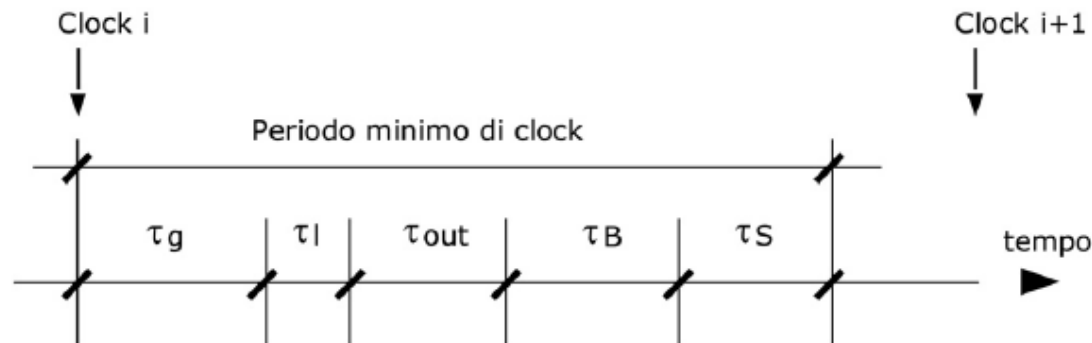 Clock i
Clock i+1
Periodo minimo di clock
τg
τl
τout
τB
τS
tempo